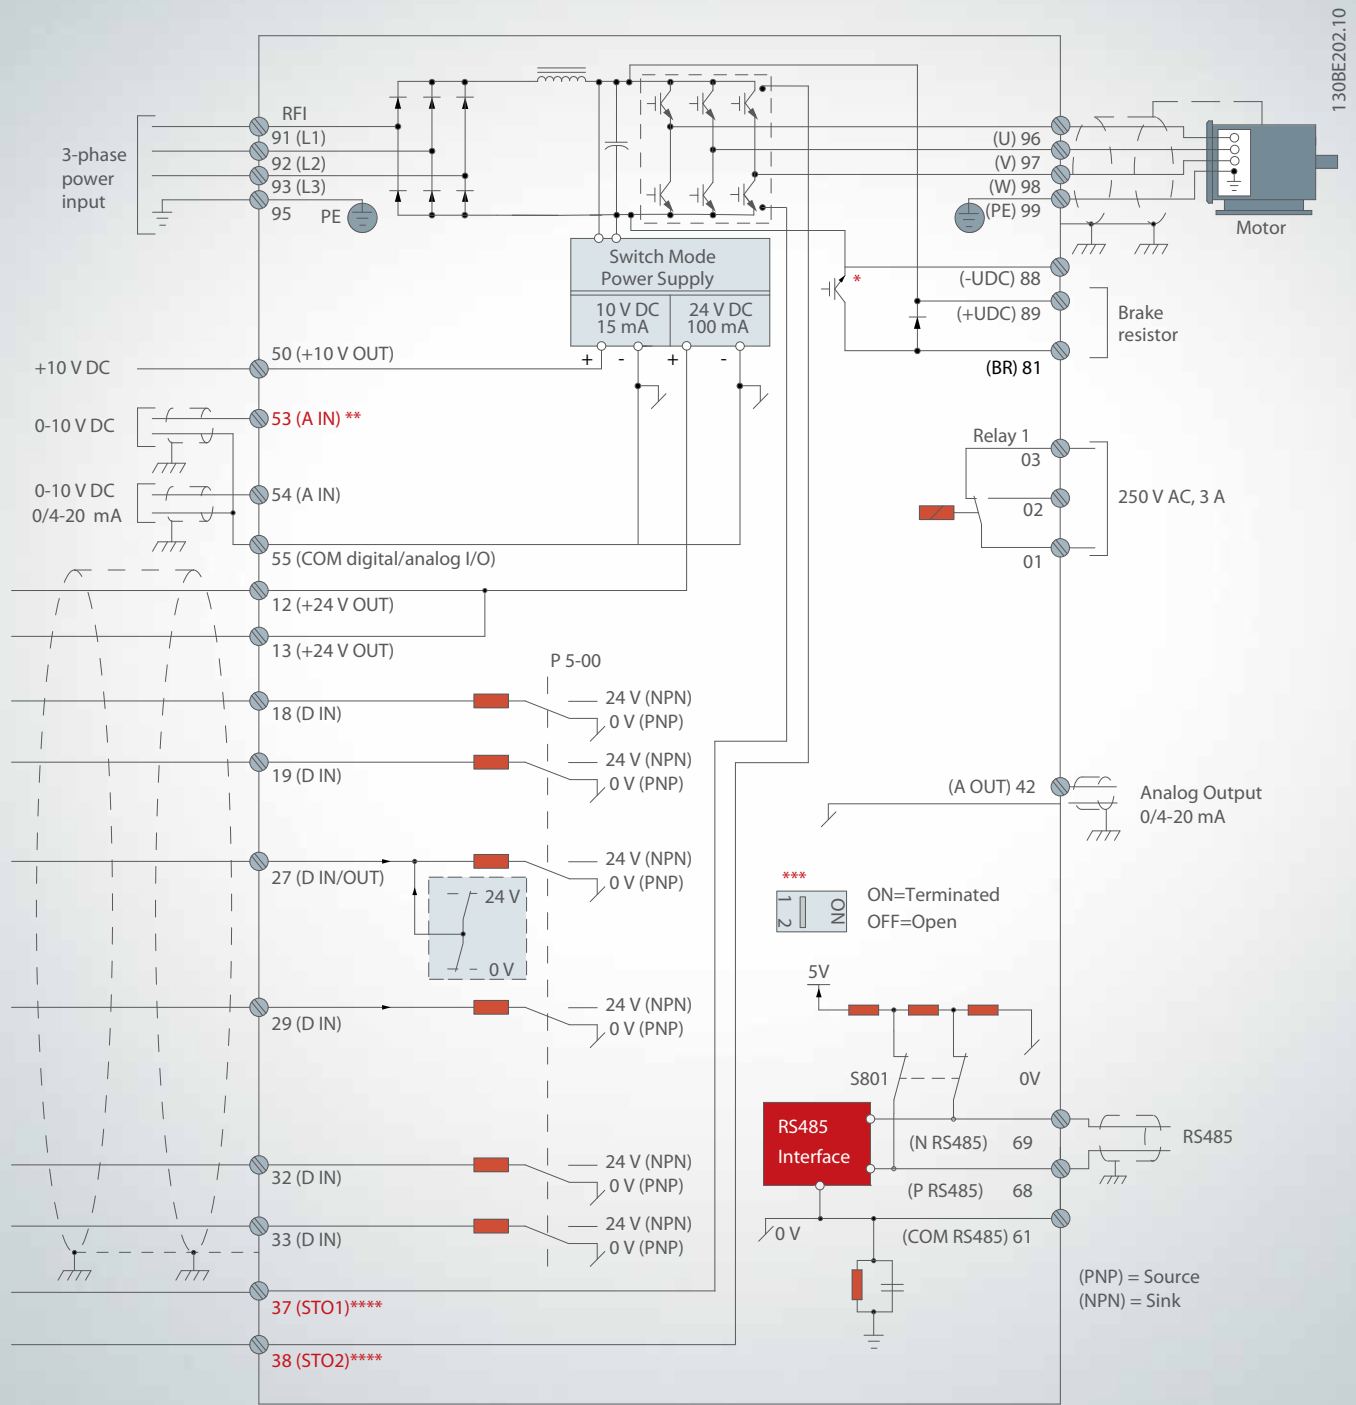 130BE202.10
RFI
91 (L1)
92 (L2)
93 (L3)
95
PE
3-phase
power
input
(U) 96
(V) 97
(W) 98
(PE) 99
Motor
Switch Mode
Power Supply
10 V DC
15 mA
24 V DC
100 mA
+ - + -
*
(-UDC) 88
(+UDC) 89
(BR) 81
Brake
resistor
+10 V DC
50 (+10 V OUT)
0-10 V DC
53 (A IN) **
0-10 V DC
0/4-20 mA
54 (A IN)
55 (COM digital/analog I/O)
12 (+24 V OUT)
13 (+24 V OUT)
Relay 1
03
02
01
250 V AC, 3 A
P 5-00
18 (D IN)
24 V (NPN)
0 V (PNP)
19 (D IN)
24 V (NPN)
0 V (PNP)
27 (D IN/OUT)
24 V (NPN)
0 V (PNP)
24 V
0 V
29 (D IN)
24 V (NPN)
0 V (PNP)
32 (D IN)
24 V (NPN)
0 V (PNP)
33 (D IN)
24 V (NPN)
0 V (PNP)
37 (STO1)****
38 (STO2)****
(A OUT) 42
Analog Output
0/4-20 mA
***
1 2
ON
ON=Terminated
OFF=Open
5V
S801
0V
RS485
Interface
(N RS485) 69
(P RS485) 68
RS485
0 V
(COM RS485) 61
(PNP) = Source
(NPN) = Sink